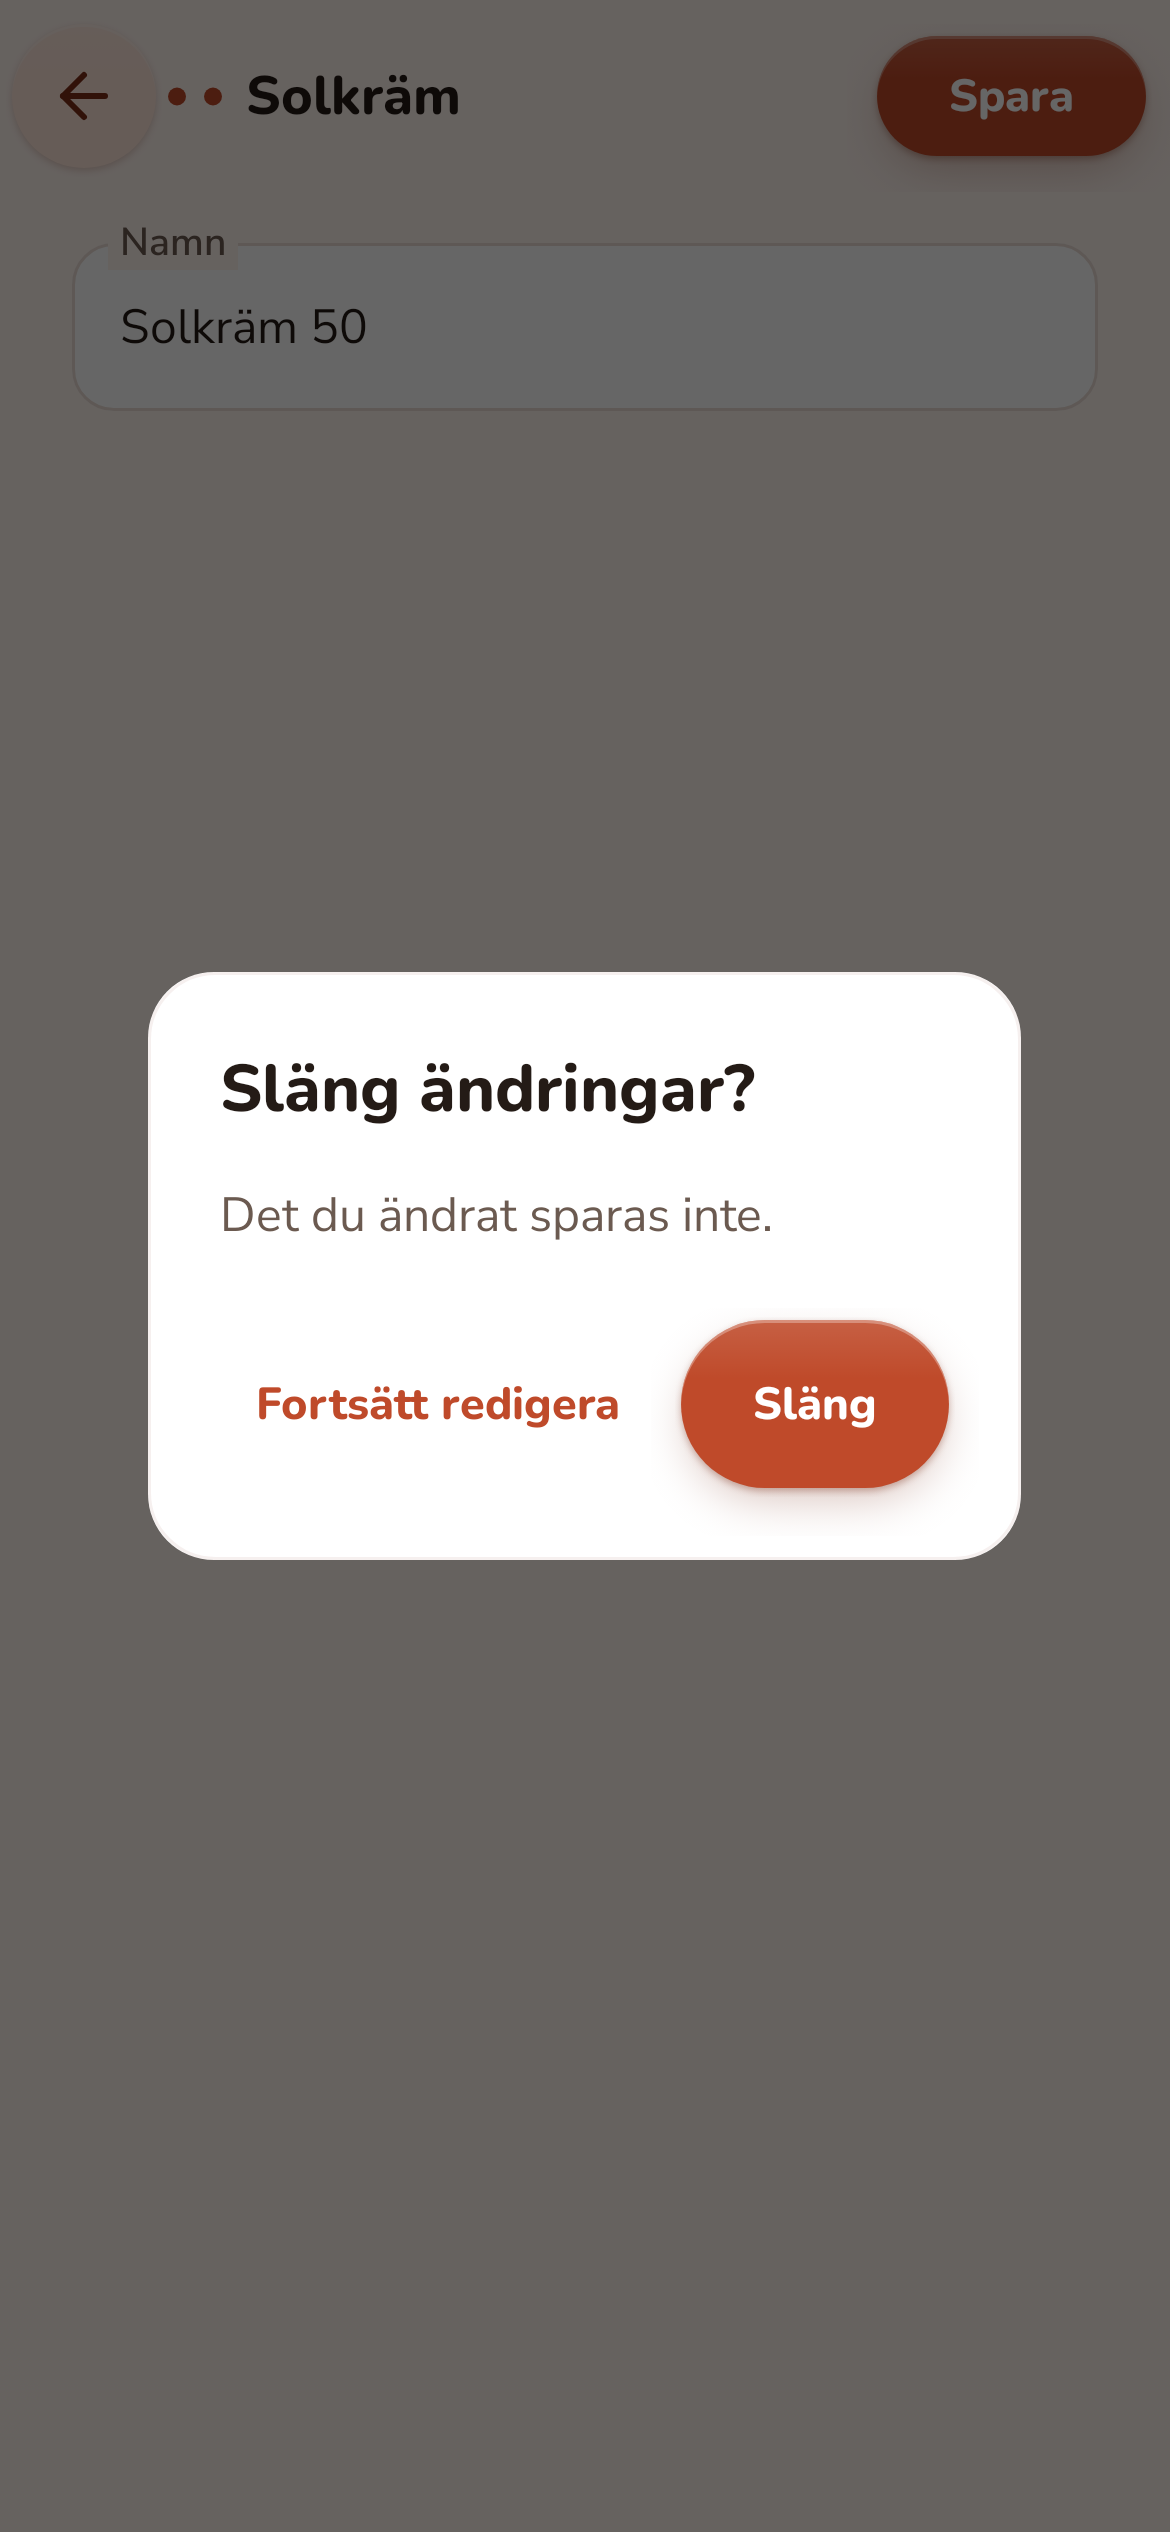 Solkräm
Spara
Namn
Solkräm 50
Släng ändringar?
Det du ändrat sparas inte.
Fortsätt redigera
Släng